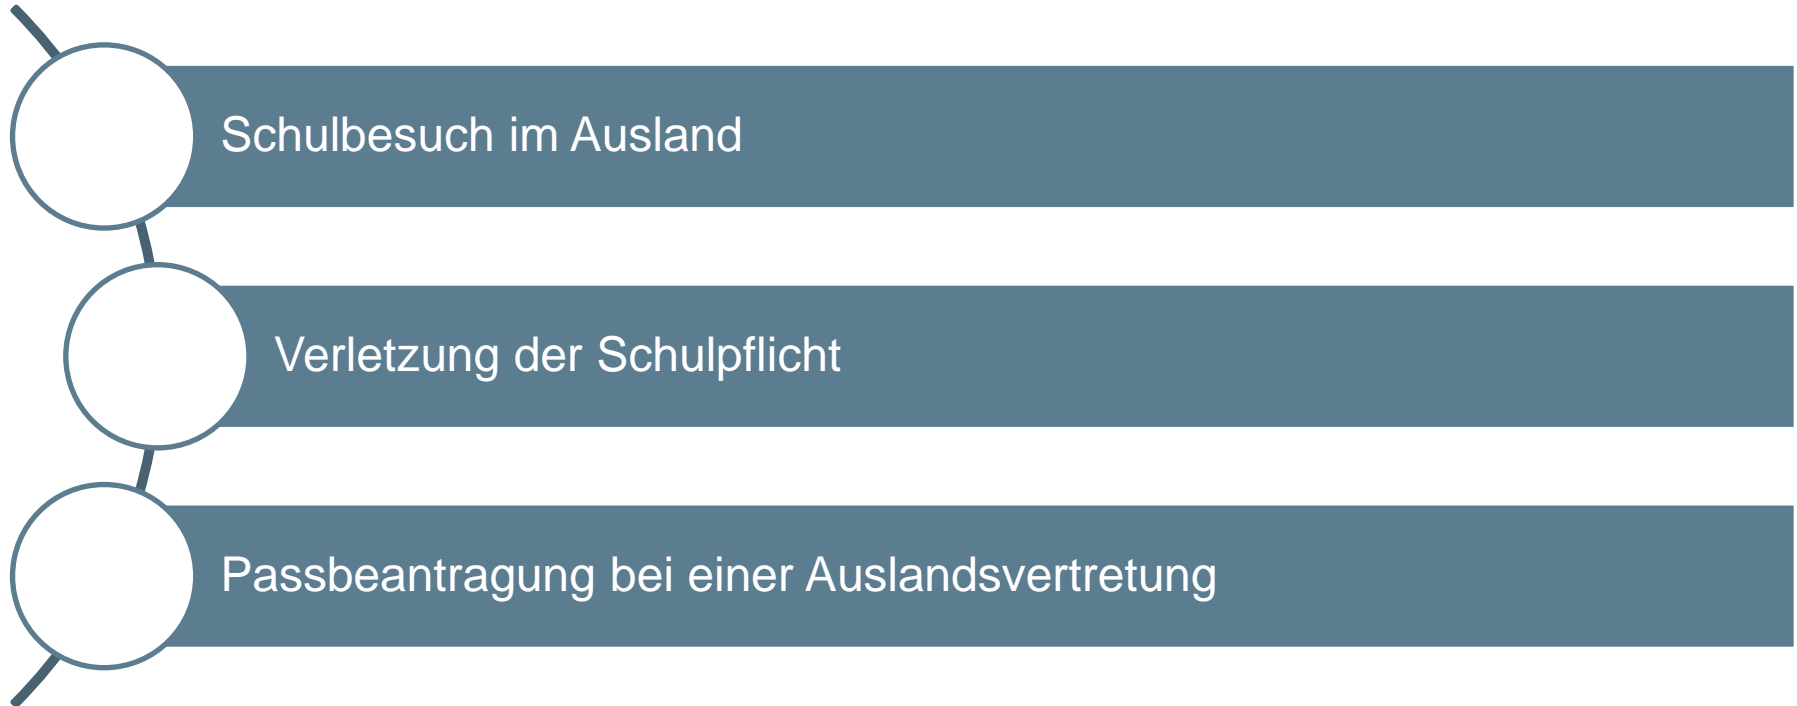 Schulbesuch im Ausland
Verletzung der Schulpflicht
Passbeantragung bei einer Auslandsvertretung